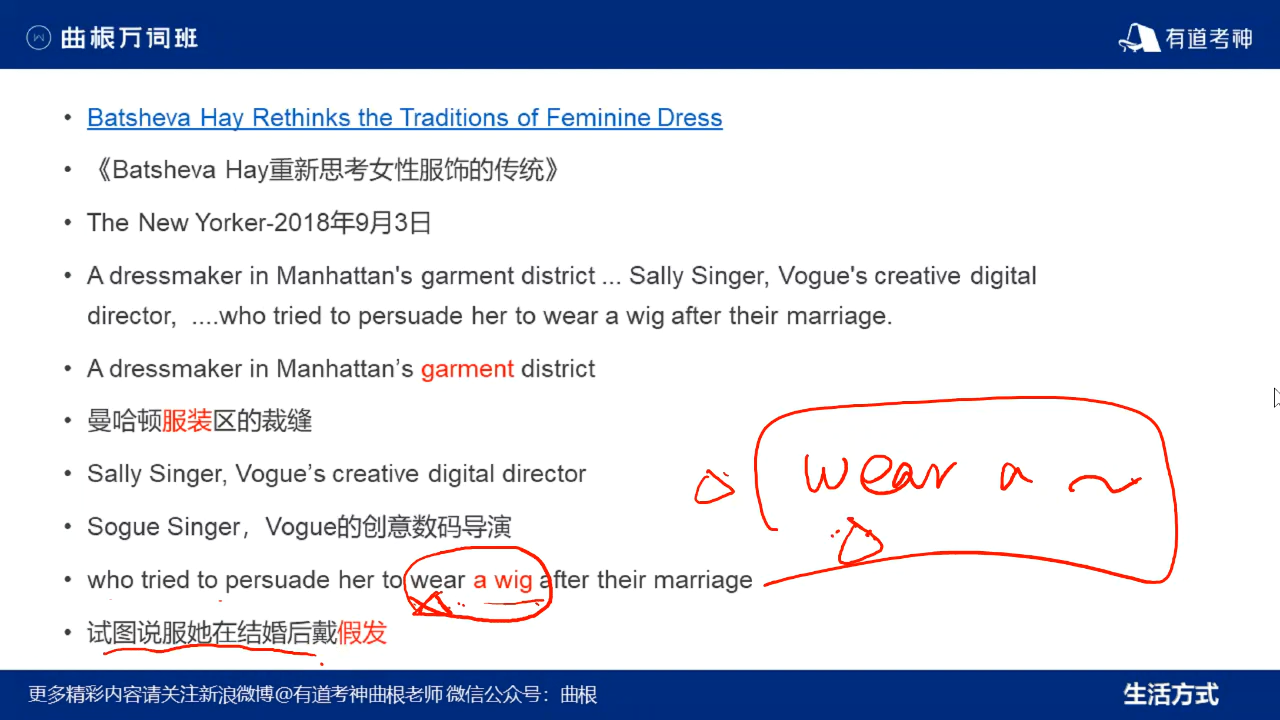 曲根万词班
有道考神
Batsheva Hay Rethinks the Traditions of Feminine Dress
《Batsheva Hay重新思考女性服饰的传统》
The New Yorker-2018年9月3日
A dressmaker in Manhattan's garment district ... Sally Singer, Vogue's creative digital
director, ....who tried to persuade her to wear a wig after their marriage.
A dressmaker in Manhattan’s garment district
曼哈顿服装区的裁缝
Sally Singer, Vogue’s creative digital director
wear a ~
Sogue Singer，Vogue的创意数码导演
who tried to persuade her to wear a wig after their marriage
试图说服她在结婚后戴假发
更多精彩内容请关注新浪微博@有道考神曲根老师 微信公众号：曲根
生活方式